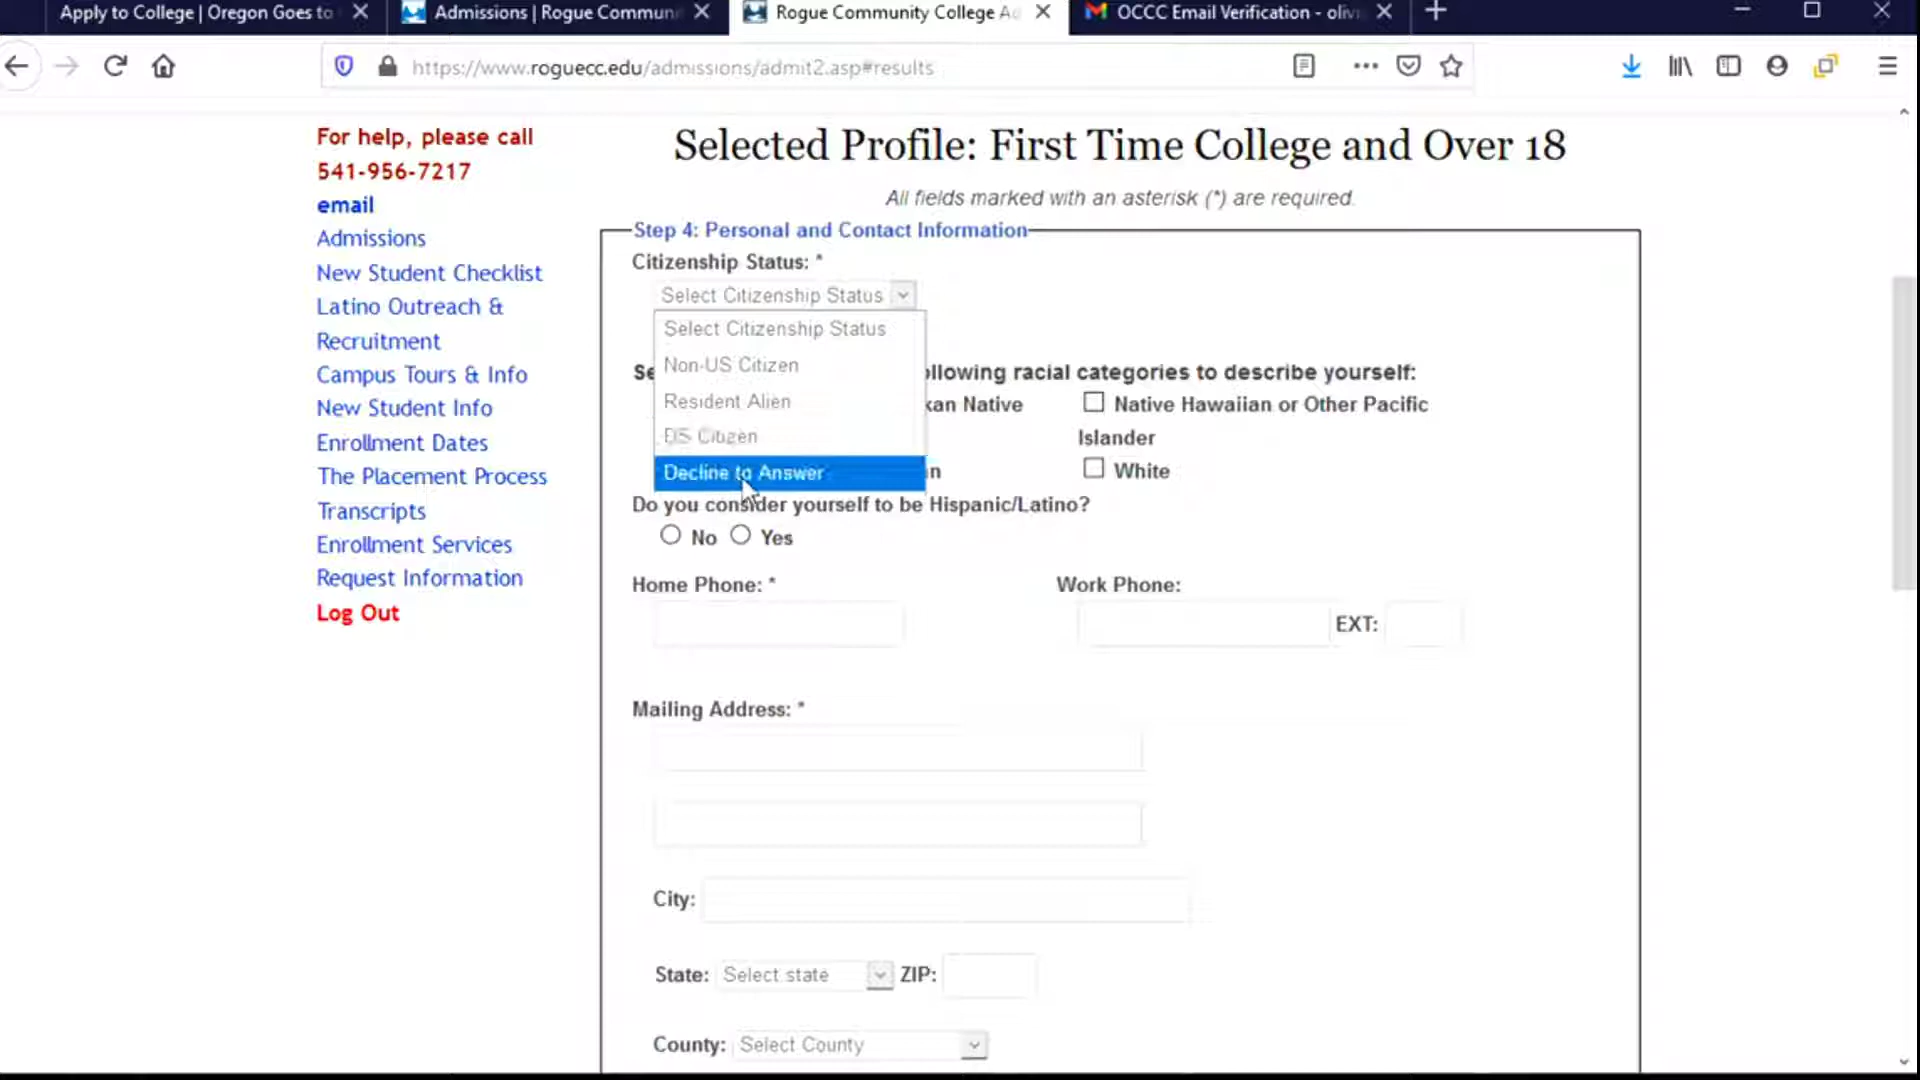 Apply to College | Oregon Goes to
Admissions | Rogue Commun
Rogue Community College Ad
OCCC Email Verification - olivi
https://www.roguecc.edu/admissions/admit2.asp#results
For help, please call
541-956-7217
email
Admissions
New Student Checklist
Latino Outreach &
Recruitment
Campus Tours & Info
New Student Info
Enrollment Dates
The Placement Process
Transcripts
Enrollment Services
Request Information
Log Out
Selected Profile: First Time College and Over 18
All fields marked with an asterisk (*) are required.
Step 4: Personal and Contact Information
Citizenship Status: *
Select Citizenship Status
Select Citizenship Status
Non-US Citizen
Resident Alien
US Citizen
Decline to Answer
Se llowing racial categories to describe yourself:
kan Native Native Hawaiian or Other Pacific
Islander
n White
Do you consider yourself to be Hispanic/Latino?
No Yes
Home Phone: * Work Phone:
EXT:
Mailing Address: *
City:
State: Select state ZIP:
County: Select County